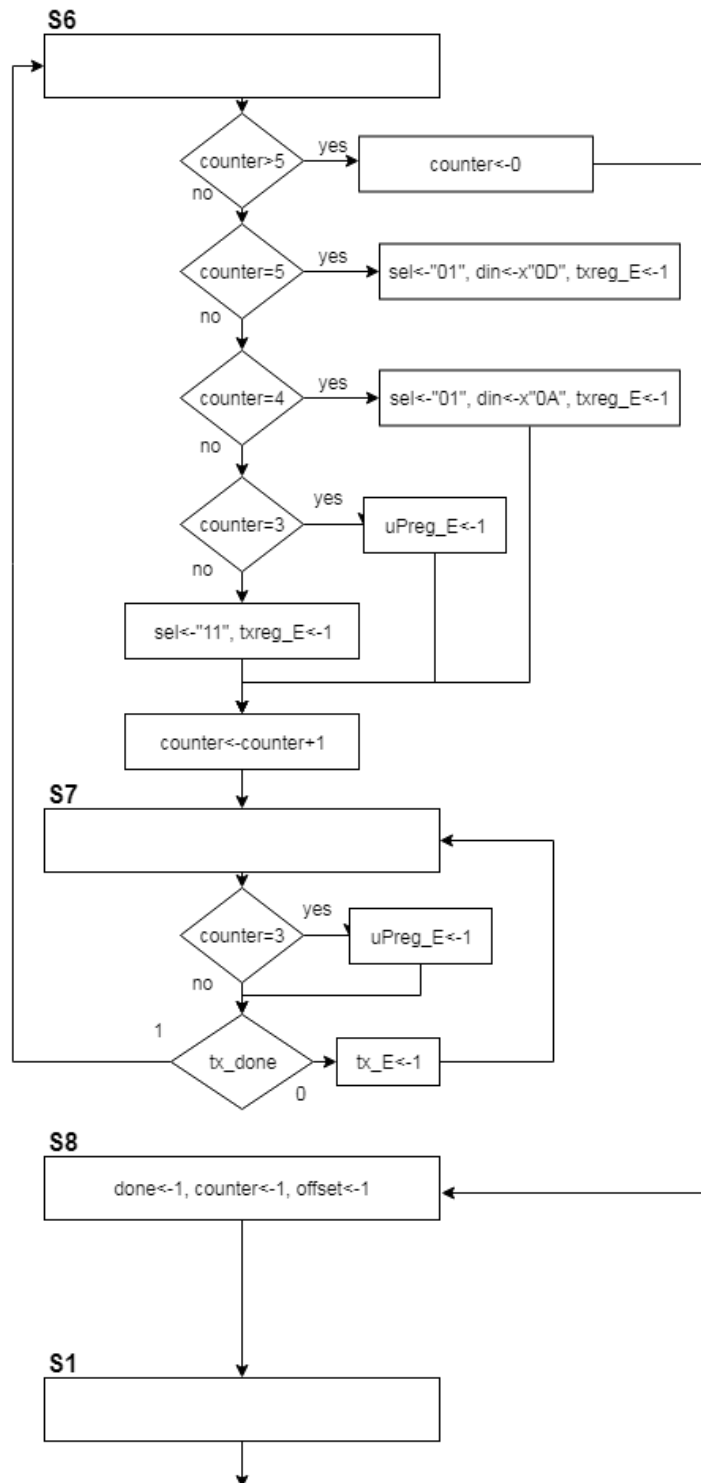 S6
counter>5
yes
counter<-0
no
counter=5
yes
sel<-"01", din<-x"0D", txreg_E<-1
no
counter=4
yes
sel<-"01", din<-x"0A", txreg_E<-1
no
counter=3
yes
uPreg_E<-1
no
sel<-"11", txreg_E<-1
counter<-counter+1
S7
counter=3
yes
uPreg_E<-1
no
1
tx_done
tx_E<-1
0
S8
done<-1, counter<-1, offset<-1
S1